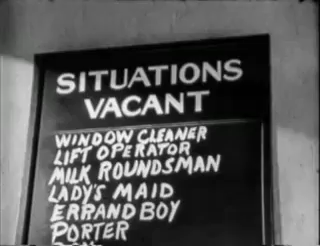 SITUATIONS
VACANT
WINDOW CLEANER
LIFT OPERATOR
MILK ROUNDSMAN
LADY'S MAID
ERRAND BOY
PORTER